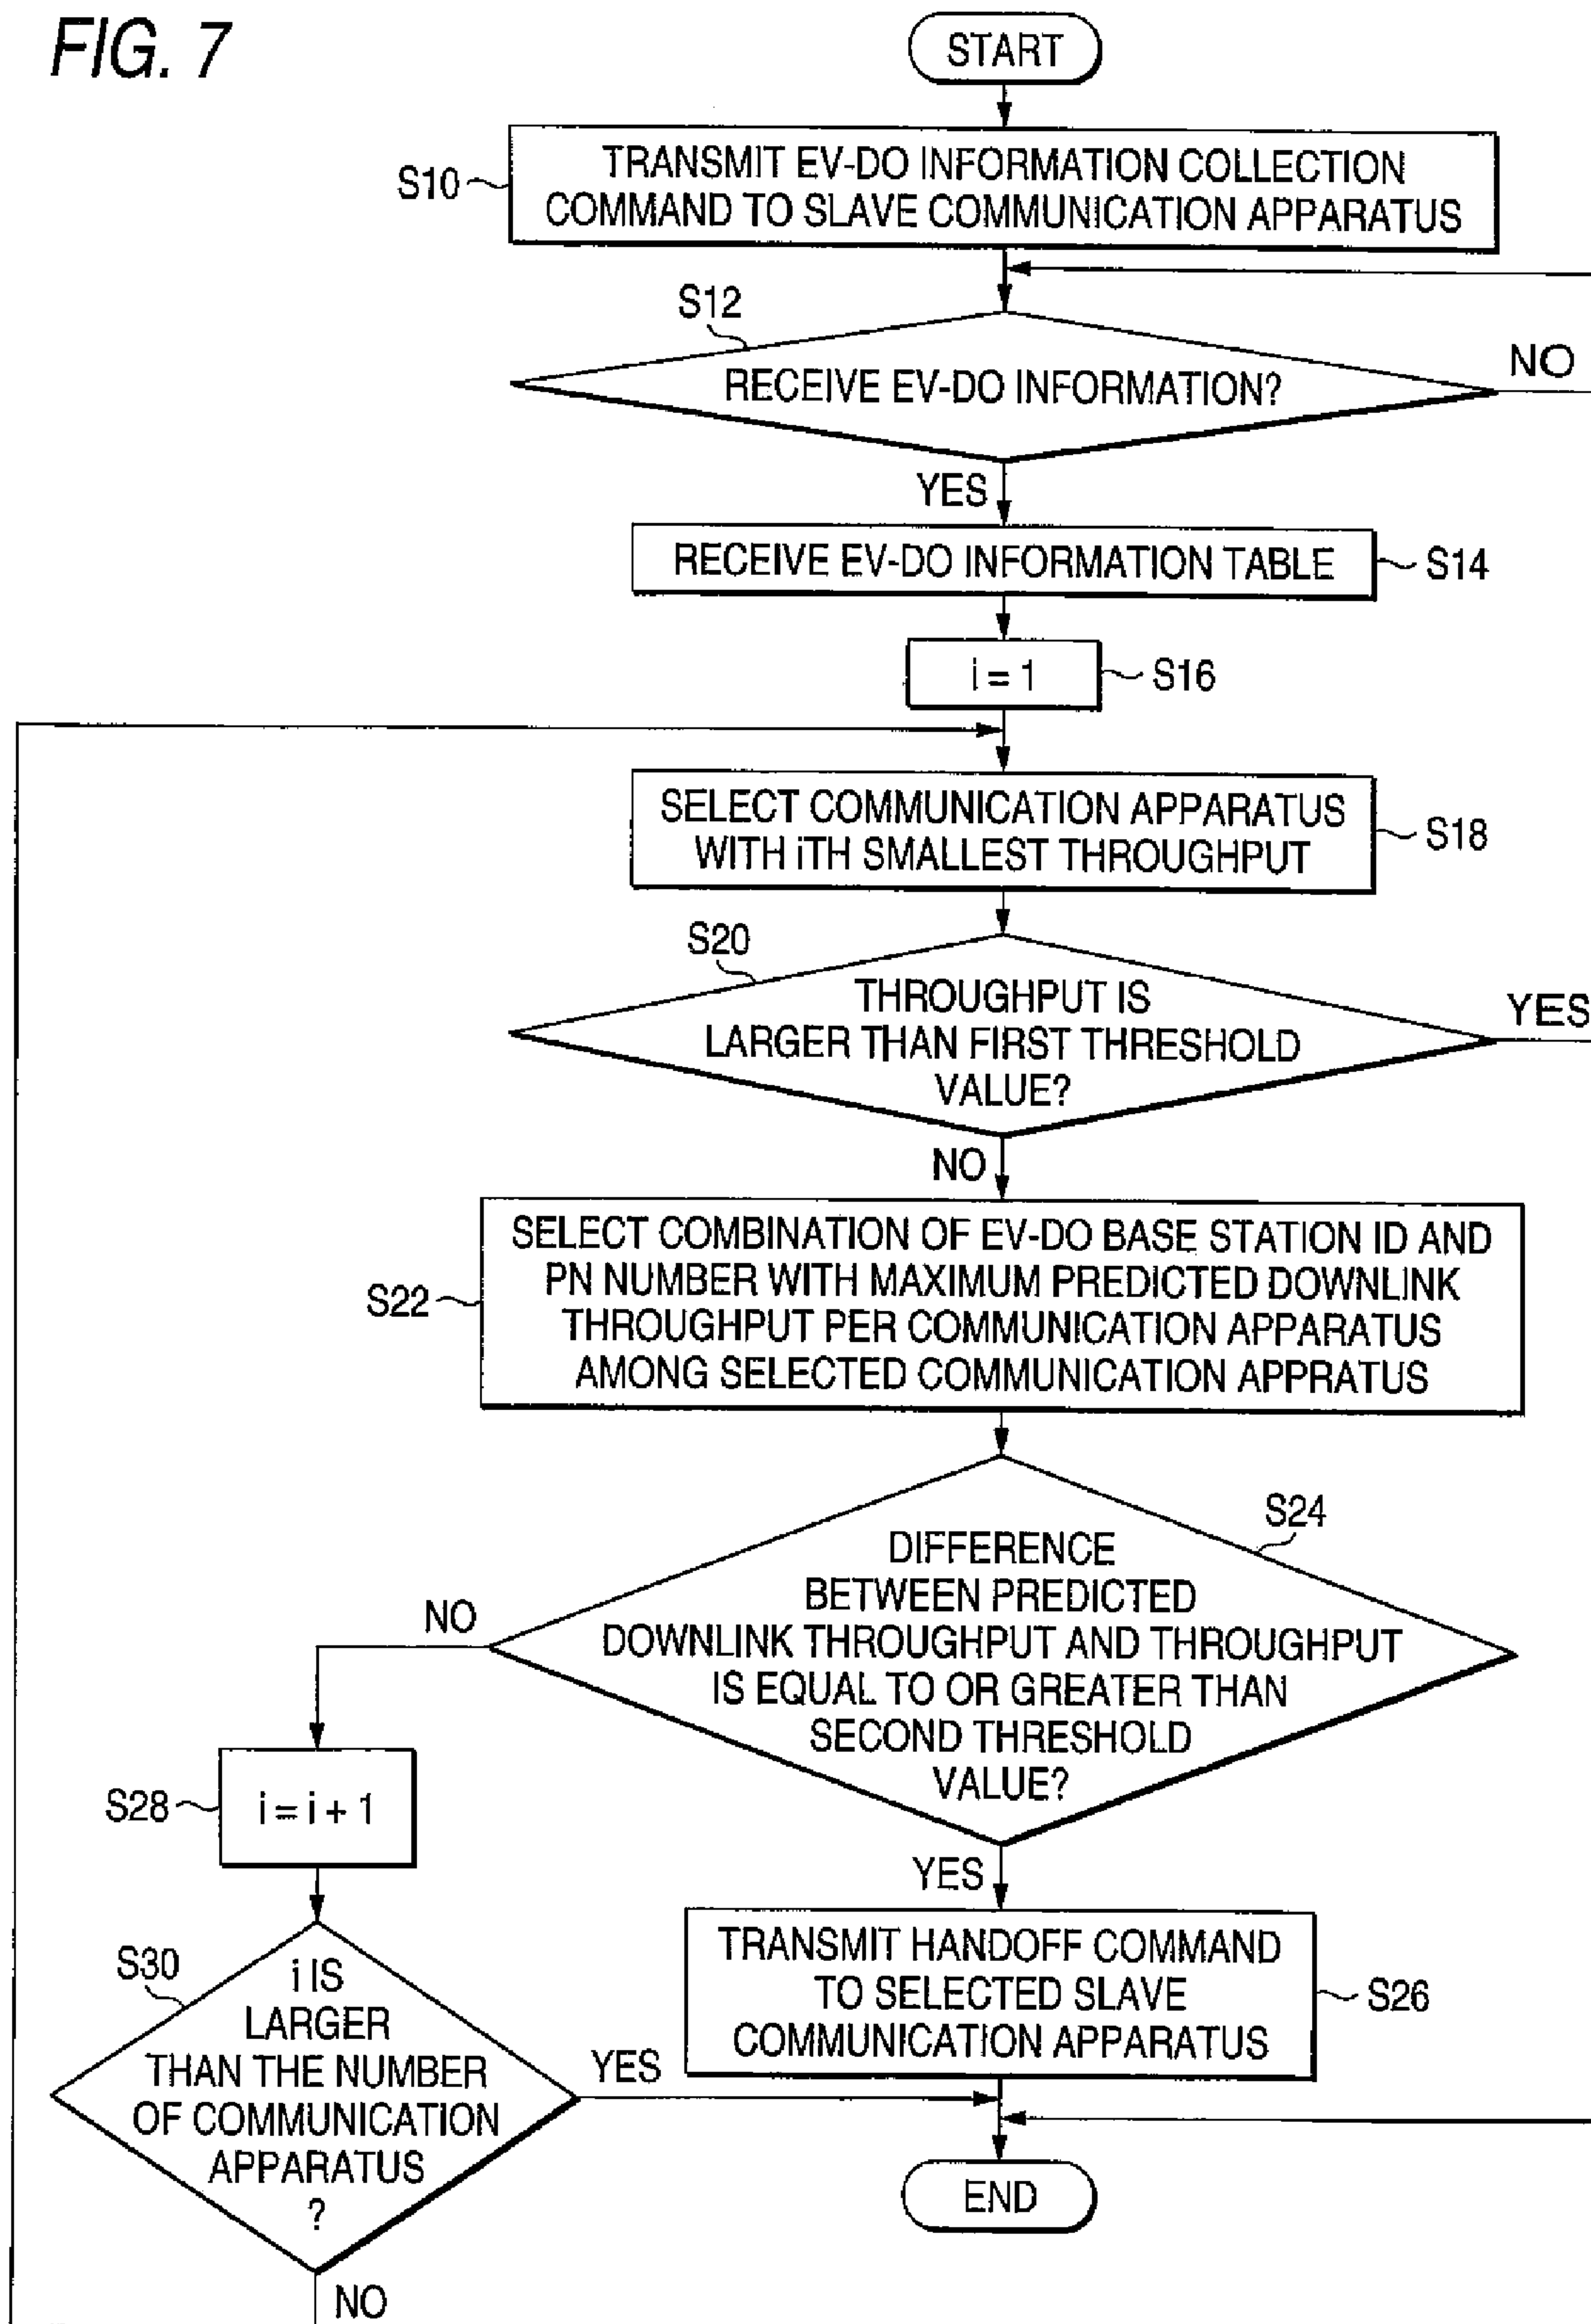 FIG. 7
START
S10
TRANSMIT EV-DO INFORMATION COLLECTION
COMMAND TO SLAVE COMMUNICATION APPARATUS
S12
RECEIVE EV-DO INFORMATION?
NO
YES
RECEIVE EV-DO INFORMATION TABLE
S14
i = 1
S16
SELECT COMMUNICATION APPARATUS
WITH iTH SMALLEST THROUGHPUT
S18
S20
THROUGHPUT IS
LARGER THAN FIRST THRESHOLD
VALUE?
YES
NO
S22
SELECT COMBINATION OF EV-DO BASE STATION ID AND
PN NUMBER WITH MAXIMUM PREDICTED DOWNLINK
THROUGHPUT PER COMMUNICATION APPARATUS
AMONG SELECTED COMMUNICATION APPRATUS
S24
DIFFERENCE
BETWEEN PREDICTED
DOWNLINK THROUGHPUT AND THROUGHPUT
IS EQUAL TO OR GREATER THAN
SECOND THRESHOLD
VALUE?
NO
YES
S28
i = i + 1
TRANSMIT HANDOFF COMMAND
TO SELECTED SLAVE
COMMUNICATION APPARATUS
S26
S30
i IS
LARGER
THAN THE NUMBER
OF COMMUNICATION
APPARATUS
?
YES
NO
END